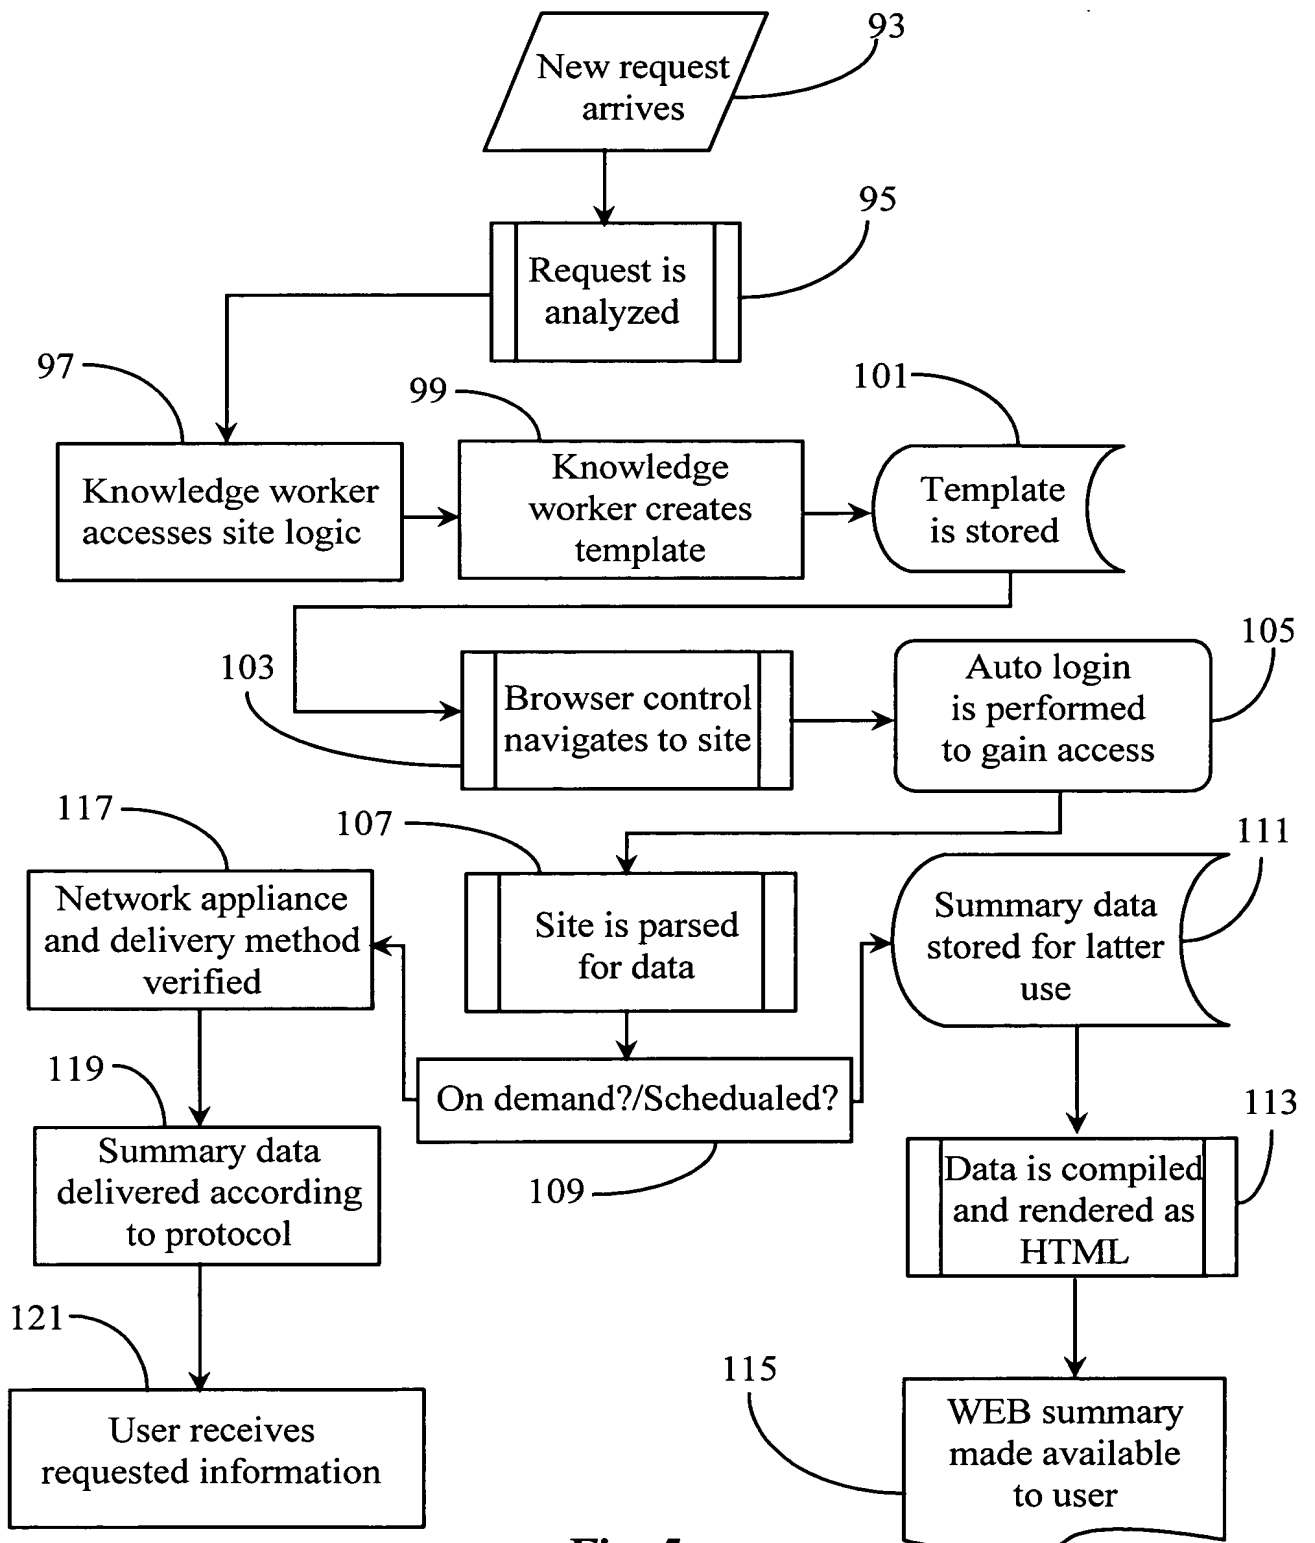 93
New request
arrives
95
Request is
analyzed
97
99
101
Knowledge worker
accesses site logic
Knowledge
worker creates
template
Template
is stored
103
105
Browser control
navigates to site
Auto login
is performed
to gain access
117
107
111
Network appliance
and delivery method
verified
Site is parsed
for data
Summary data
stored for latter
use
119
On demand?/Schedualed?
109
113
Summary data
delivered according
to protocol
Data is compiled
and rendered as
HTML
121
115
User receives
requested information
WEB summary
made available
to user